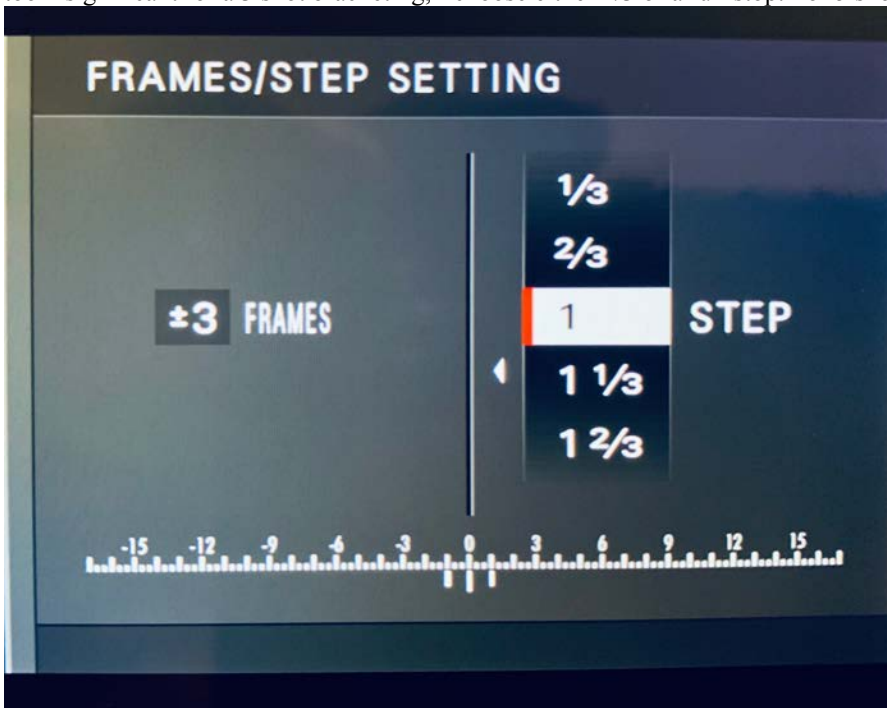 FRAMES/STEP SETTING
1/3
2/3
±3 FRAMES 1 STEP
1 1/3
1 2/3
-15 -12 -9 -6 -3 0 3 6 9 12 15